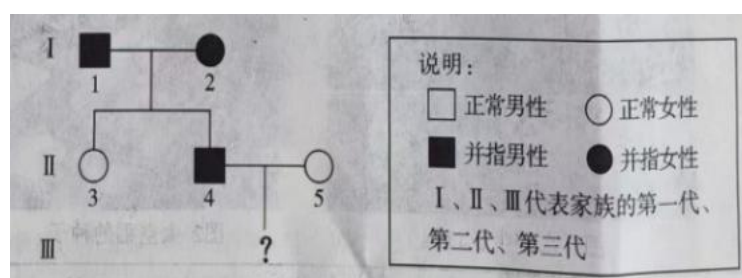 I
1
2
II
3
4
5
III
?
说明：
正常男性
正常女性
并指男性
并指女性
I、II、III代表家族的第一代、
第二代、第三代